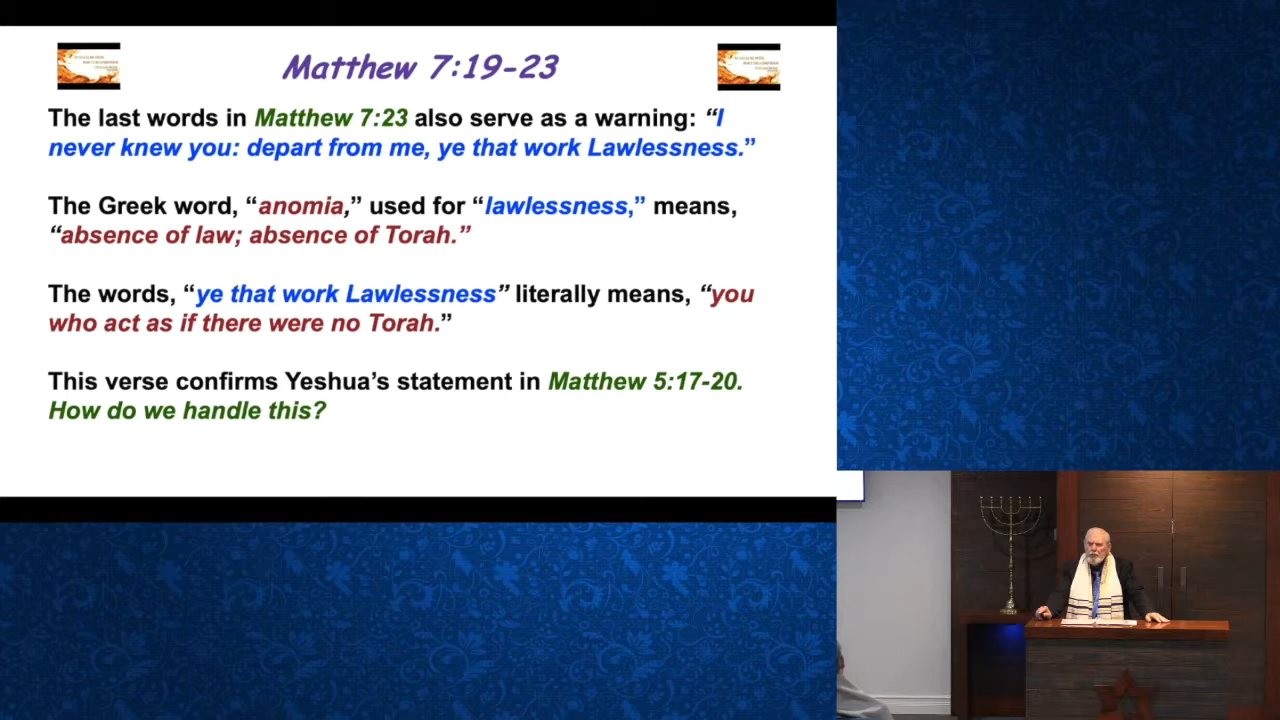 Matthew 7:19-23
The last words in Matthew 7:23 also serve as a warning: “I
never knew you: depart from me, ye that work Lawlessness.”
The Greek word, “anomia,” used for “lawlessness,” means,
“absence of law; absence of Torah.”
The words, “ye that work Lawlessness” literally means, “you
who act as if there were no Torah.”
This verse confirms Yeshua’s statement in Matthew 5:17-20.
How do we handle this?